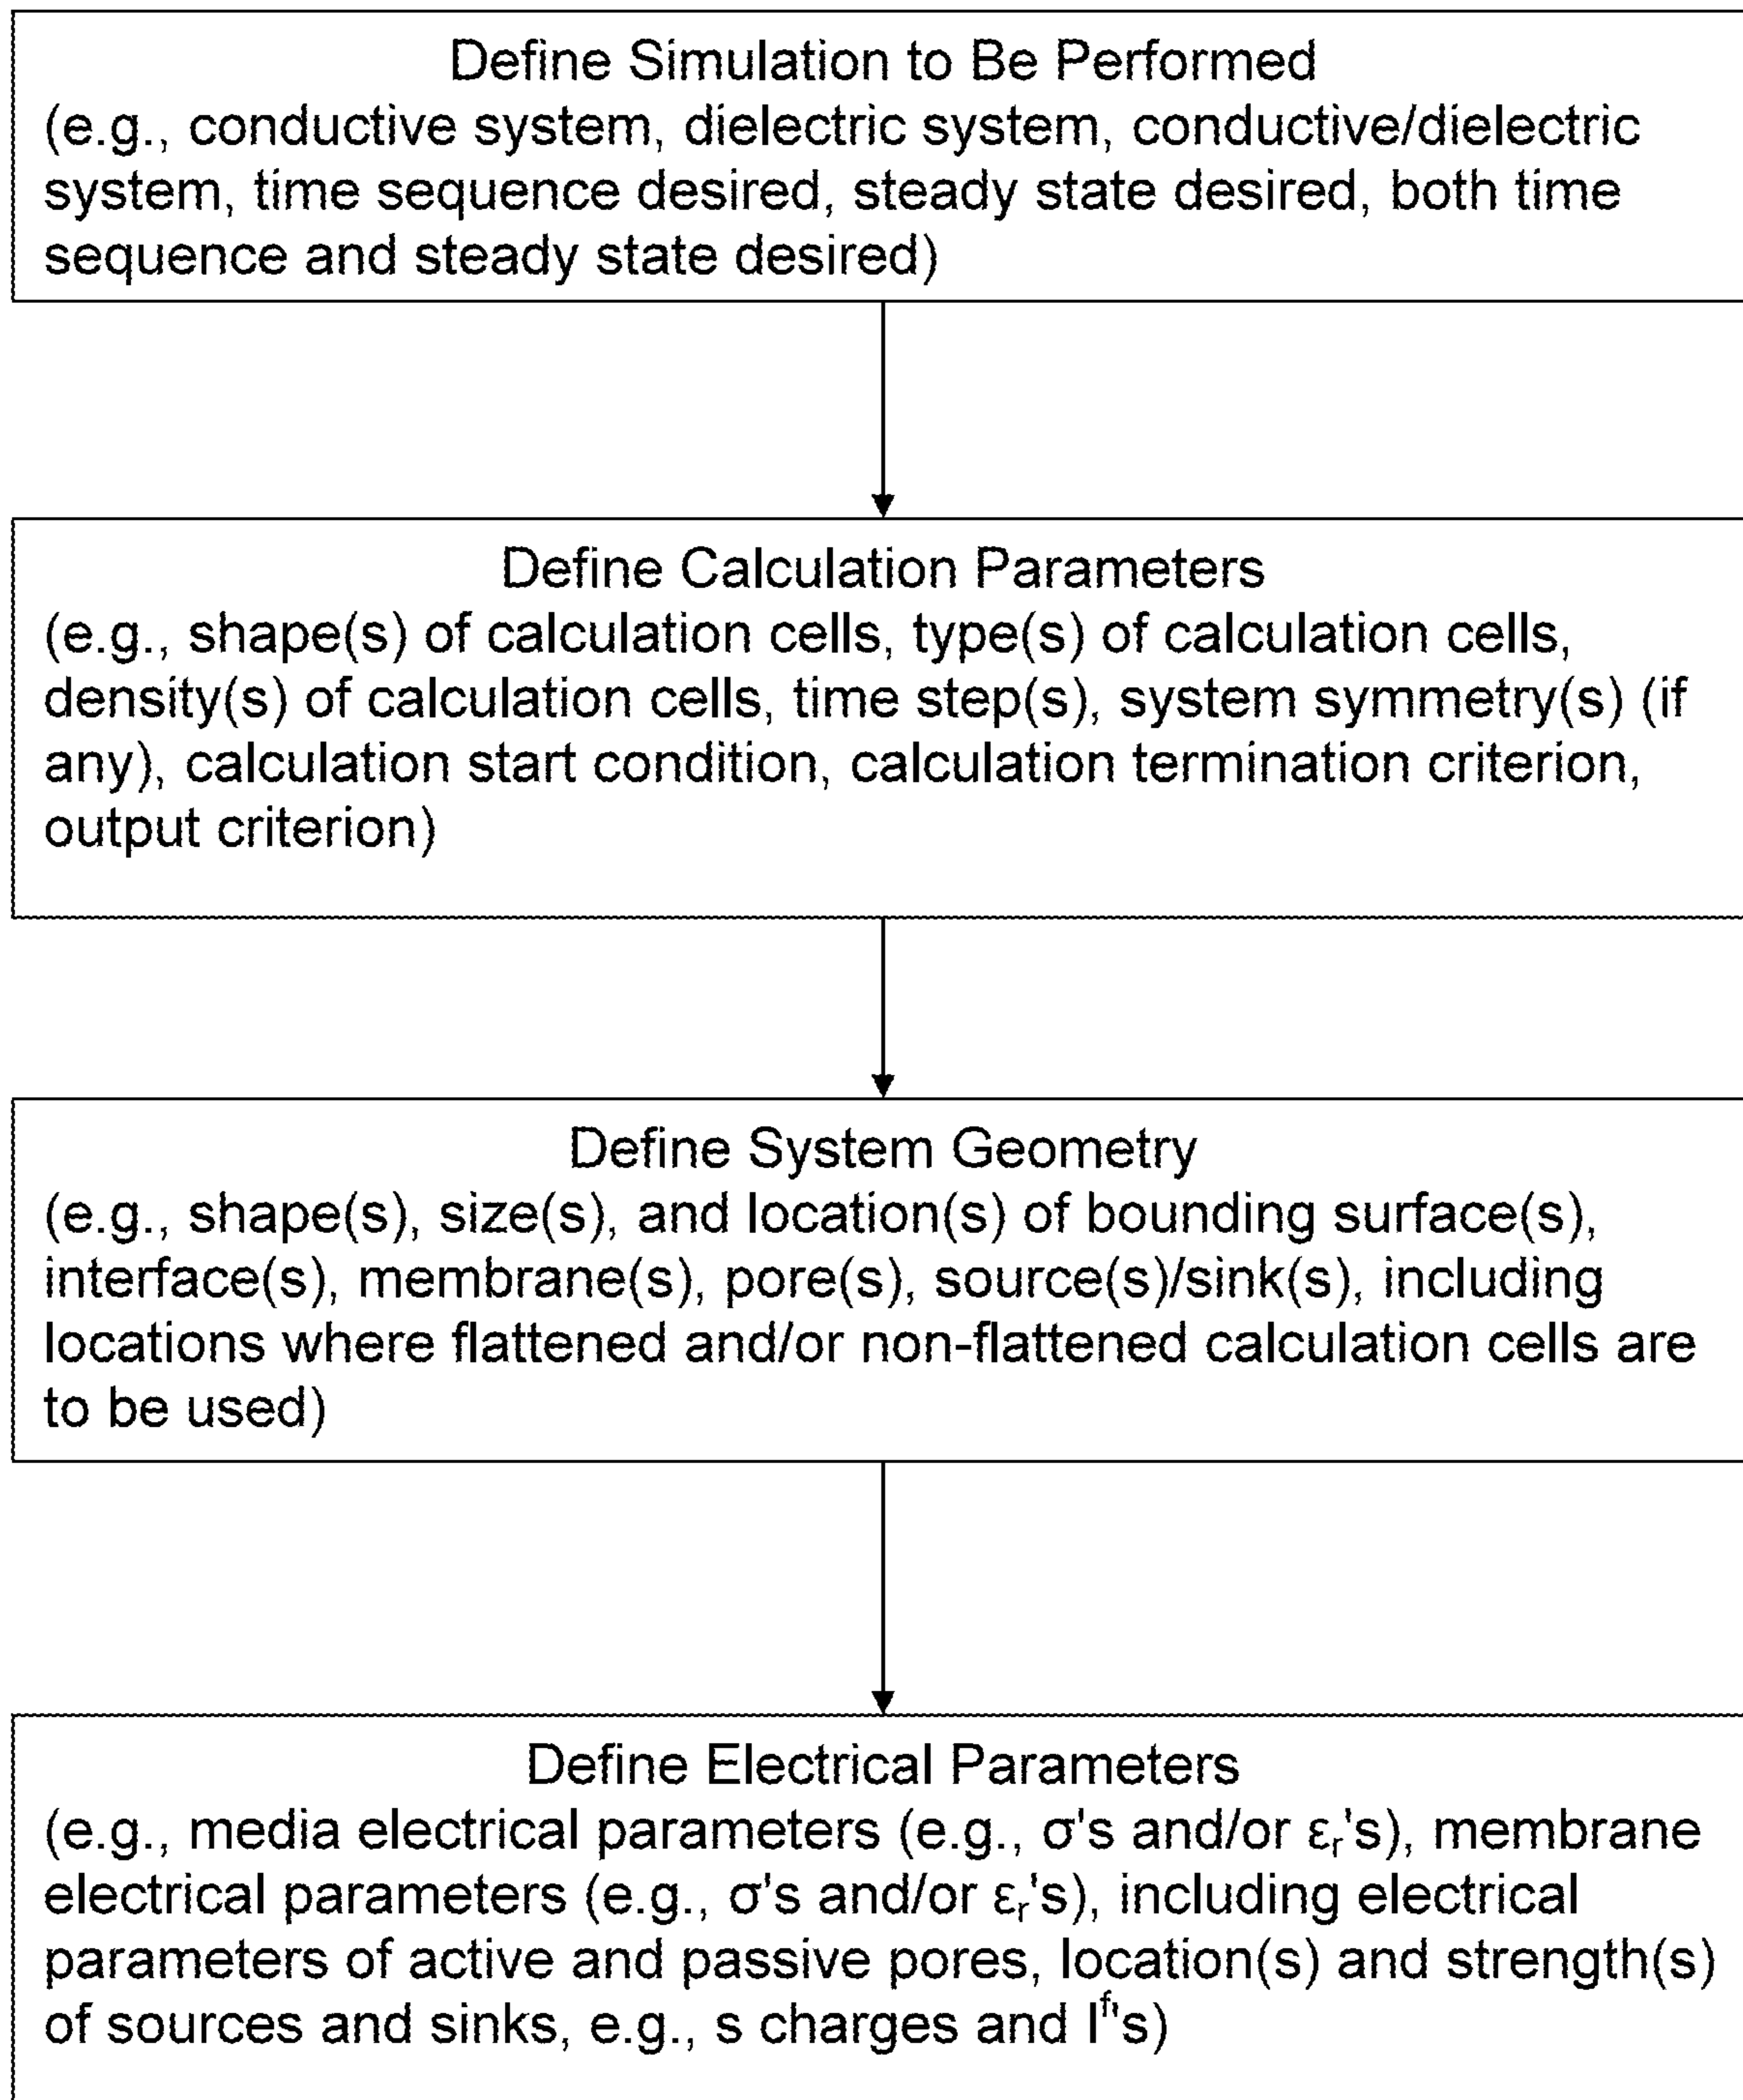 Define Simulation to Be Performed
(e.g., conductive system, dielectric system, conductive/dielectric
system, time sequence desired, steady state desired, both time
sequence and steady state desired)
Define Calculation Parameters
(e.g., shape(s) of calculation cells, type(s) of calculation cells,
density(s) of calculation cells, time step(s), system symmetry(s) (if
any), calculation start condition, calculation termination criterion,
output criterion)
Define System Geometry
(e.g., shape(s), size(s), and location(s) of bounding surface(s),
interface(s), membrane(s), pore(s), source(s)/sink(s), including
locations where flattened and/or non-flattened calculation cells are
to be used)
Define Electrical Parameters
(e.g., media electrical parameters (e.g., σ's and/or εᵣ's), membrane
electrical parameters (e.g., σ's and/or εᵣ's), including electrical
parameters of active and passive pores, location(s) and strength(s)
of sources and sinks, e.g., s charges and Iᶠ's)